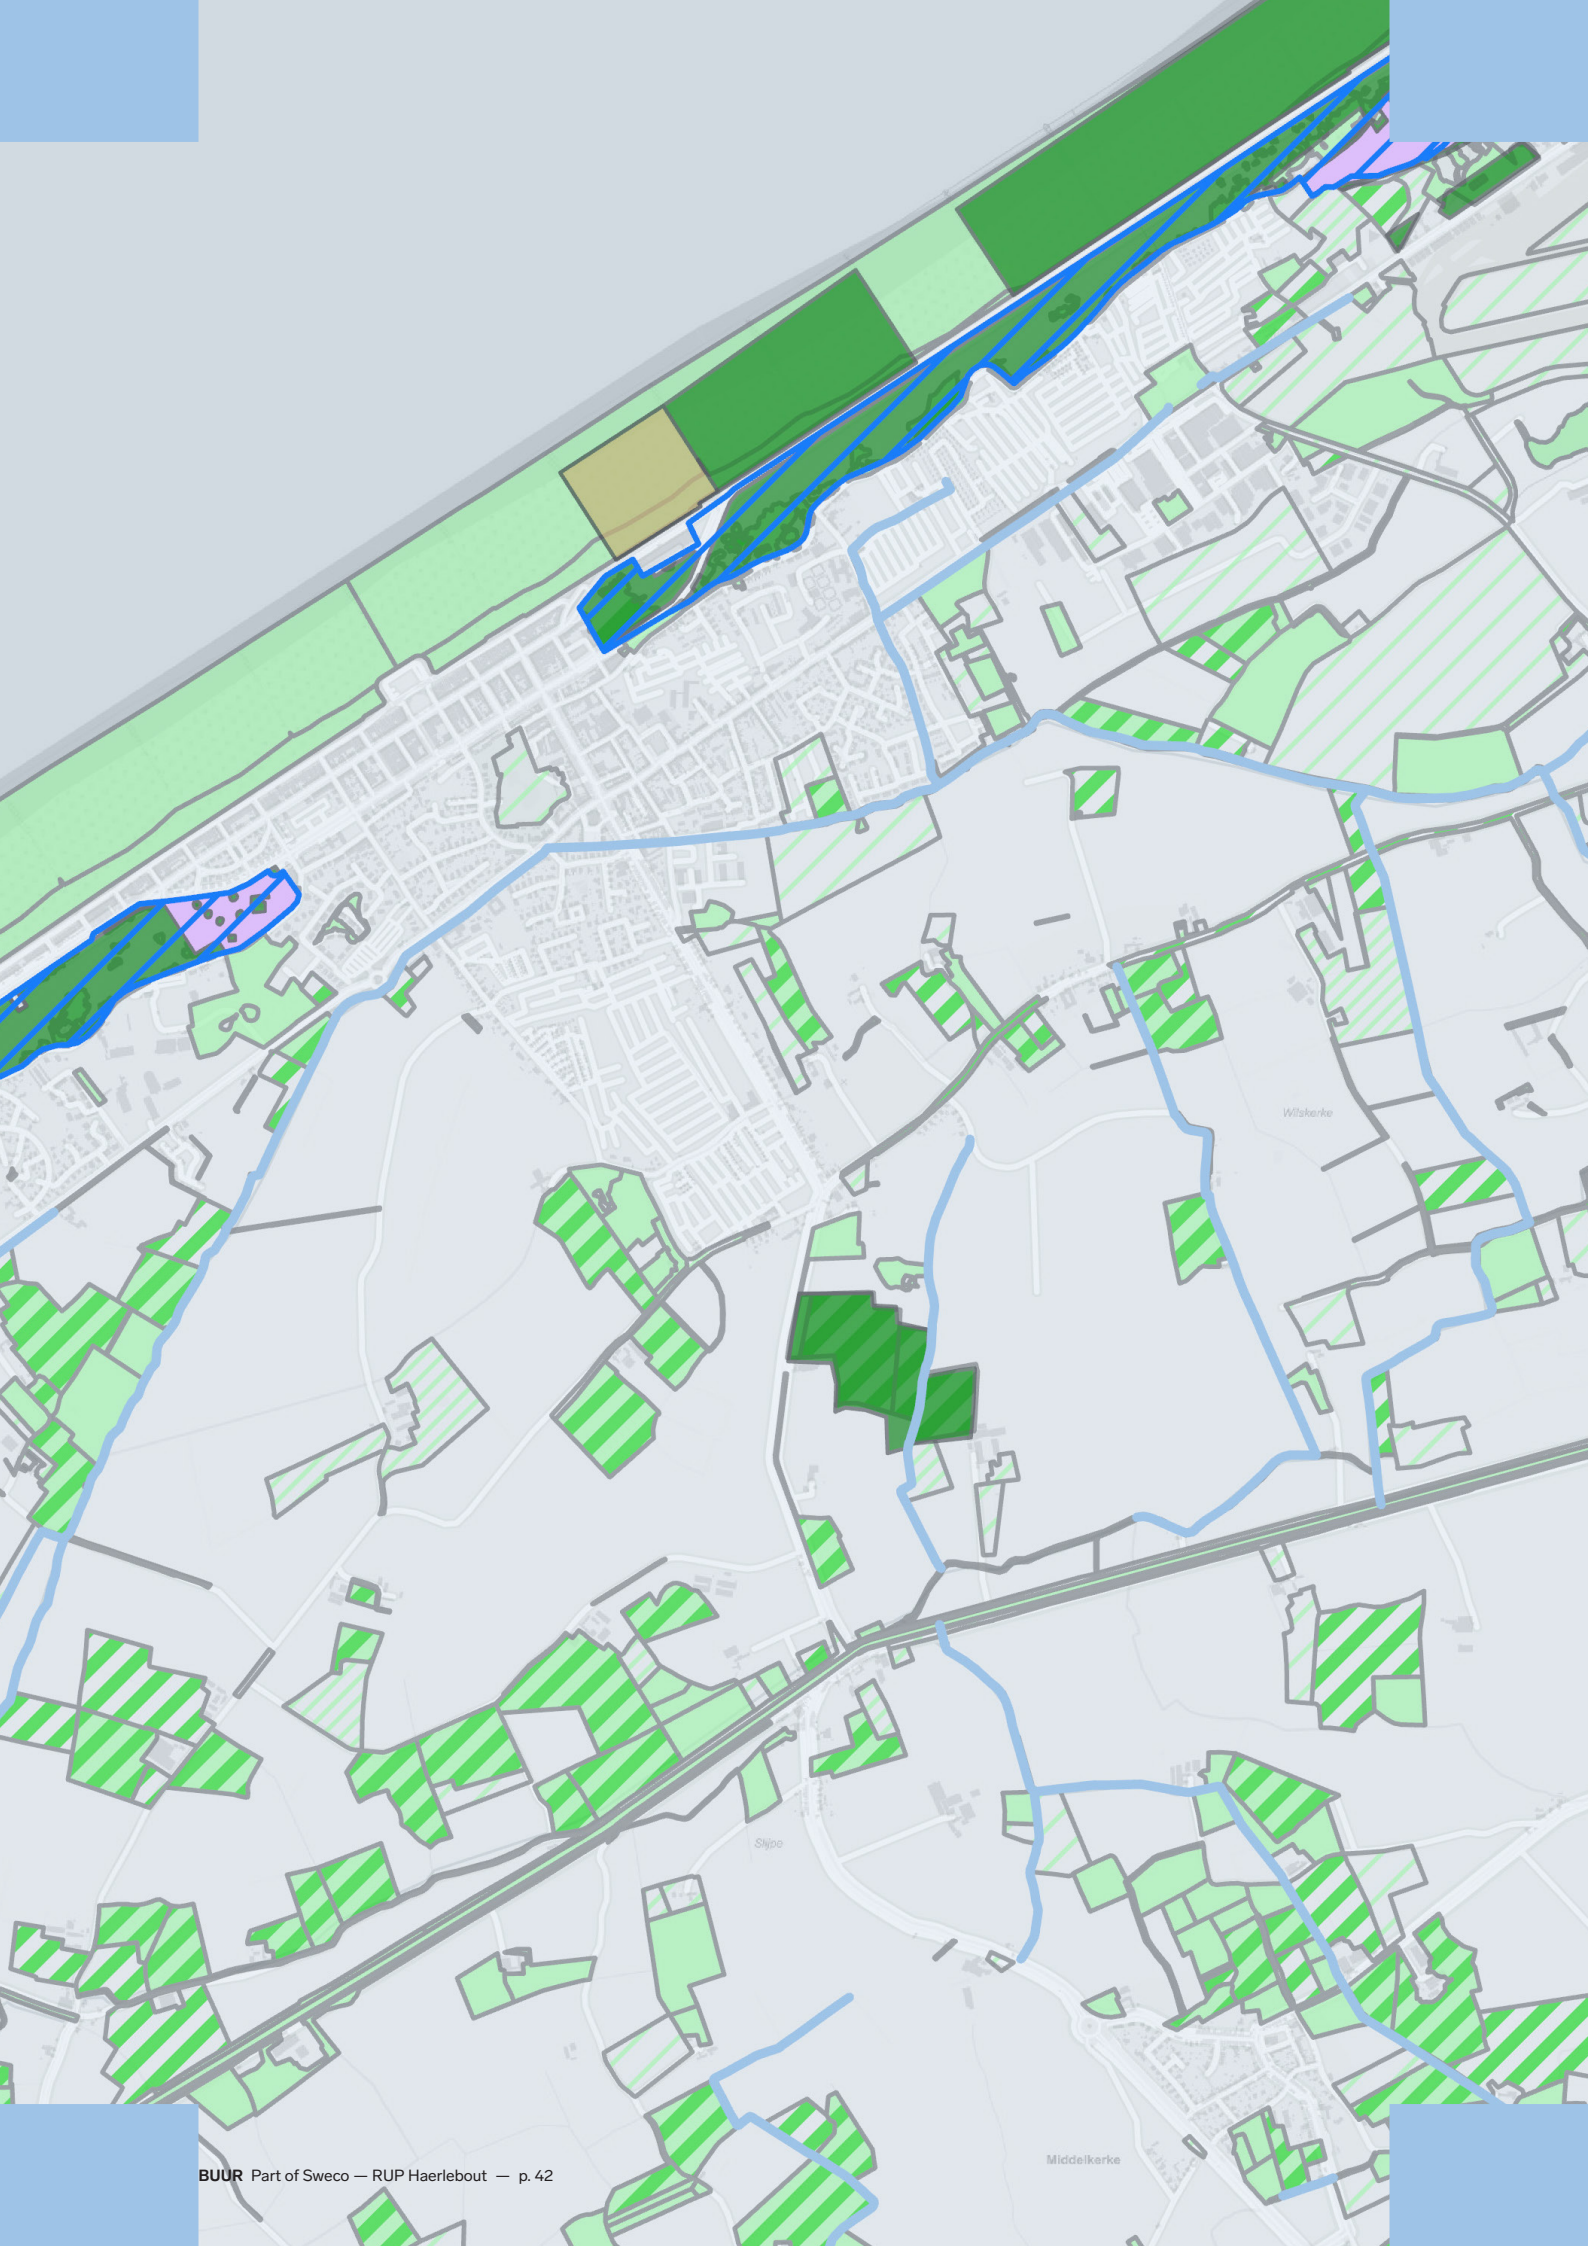 Wilskerke
Slijpe
Middelkerke
BUUR Part of Sweco — RUP Haerlebout — p. 42